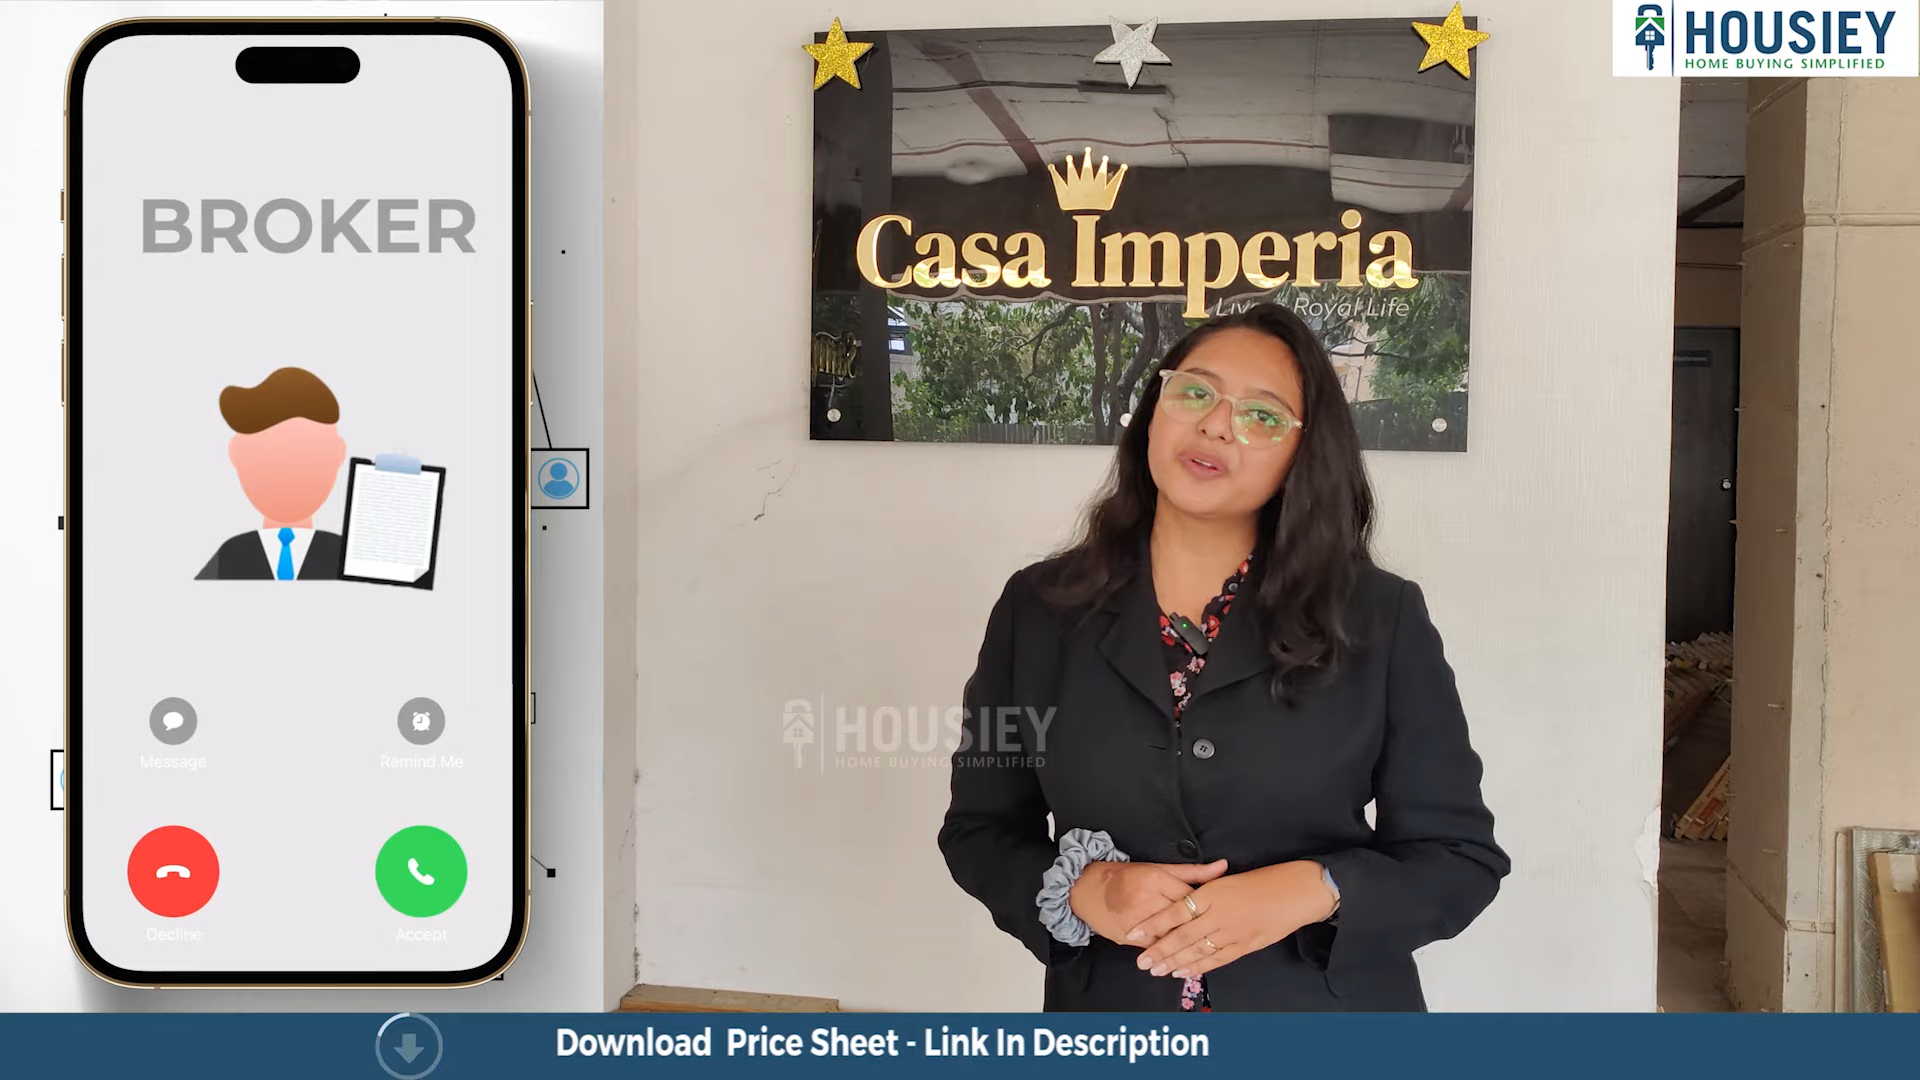 BROKER
Message
Remind Me
Decline
Accept
Casa Imperia
Live Royal Life
HOUSIEY
HOME BUYING SIMPLIFIED
HOUSIEY
HOME BUYING SIMPLIFIED
Download Price Sheet - Link In Description